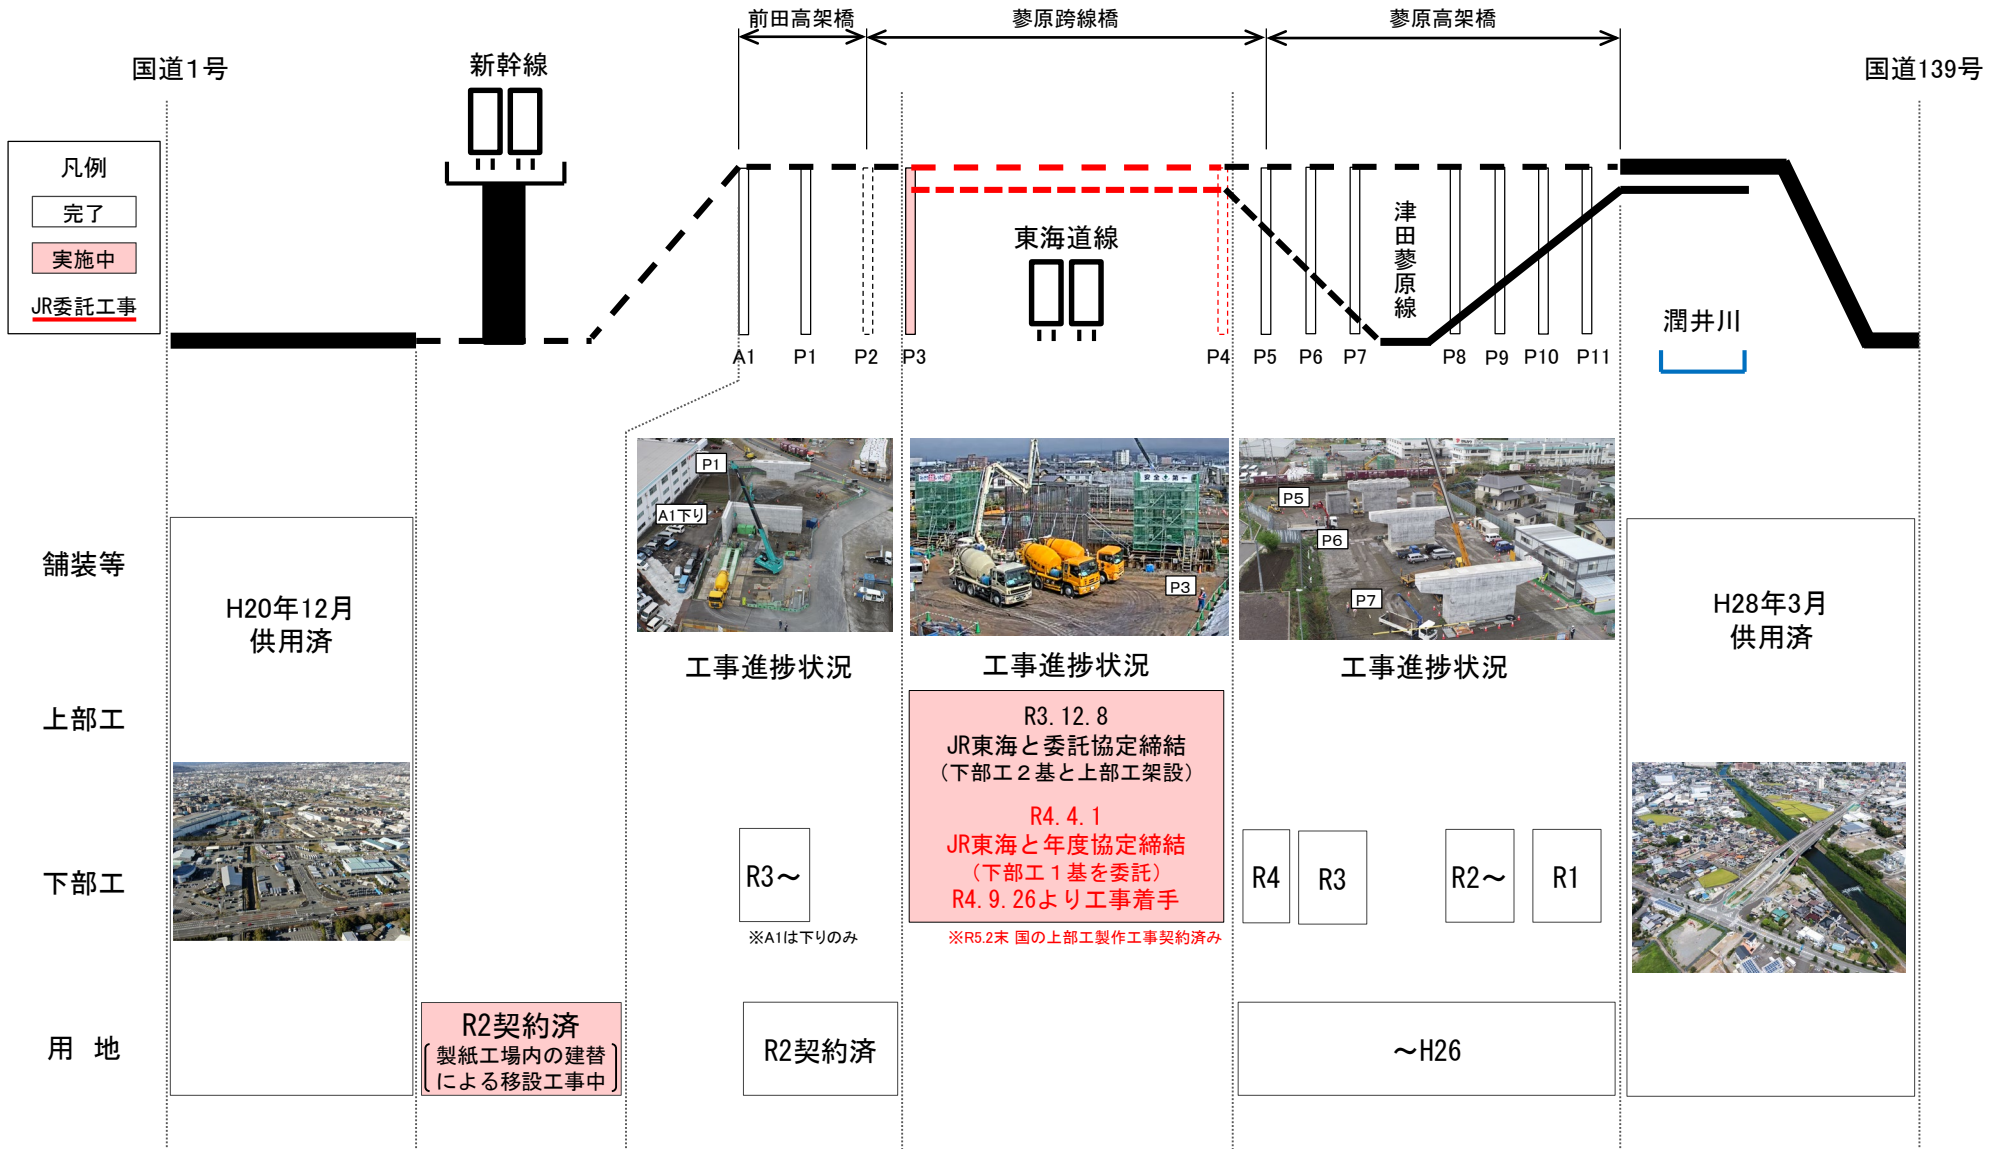 前田高架橋
蓼原跨線橋
蓼原高架橋
国道1号
新幹線
国道139号
凡例
完了
実施中
JR委託工事
東海道線
津田蓼原線
潤井川
A1
P1
P2
P3
P4
P5
P6
P7
P8
P9
P10
P11
P1
A1下り
安全第一
P3
P5
P6
P7
工事進捗状況
工事進捗状況
工事進捗状況
舗装等
上部工
下部工
用 地
H20年12月
供用済
H28年3月
供用済
R3.12.8
JR東海と委託協定締結
(下部工2基と上部工架設)
R4.4.1
JR東海と年度協定締結
(下部工1基を委託)
R4.9.26より工事着手
※R5.2末 国の上部工製作工事契約済み
R3～
※A1は下りのみ
R4
R3
R2～
R1
R2契約済
製紙工場内の建替
による移設工事中
R2契約済
～H26